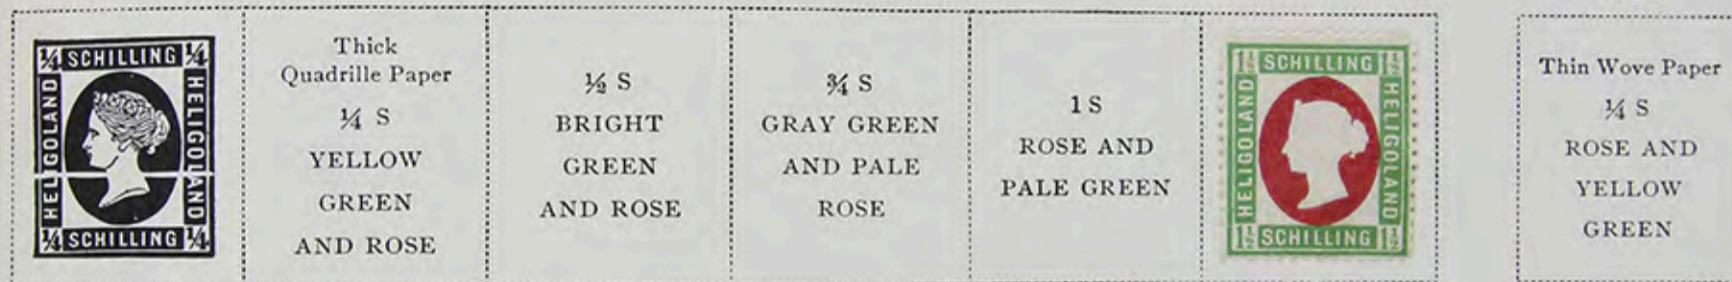 ¼ SCHILLING ¼
HELIGOLAND
HELIGOLAND
¼ SCHILLING ¼
Thick
Quadrille Paper
¼ S
YELLOW
GREEN
AND ROSE
½ S
BRIGHT
GREEN
AND ROSE
¾ S
GRAY GREEN
AND PALE
ROSE
1 S
ROSE AND
PALE GREEN
1½ SCHILLING 1½
HELIGOLAND
HELIGOLAND
1½ SCHILLING 1½
Thin Wove Paper
¼ S
ROSE AND
YELLOW
GREEN